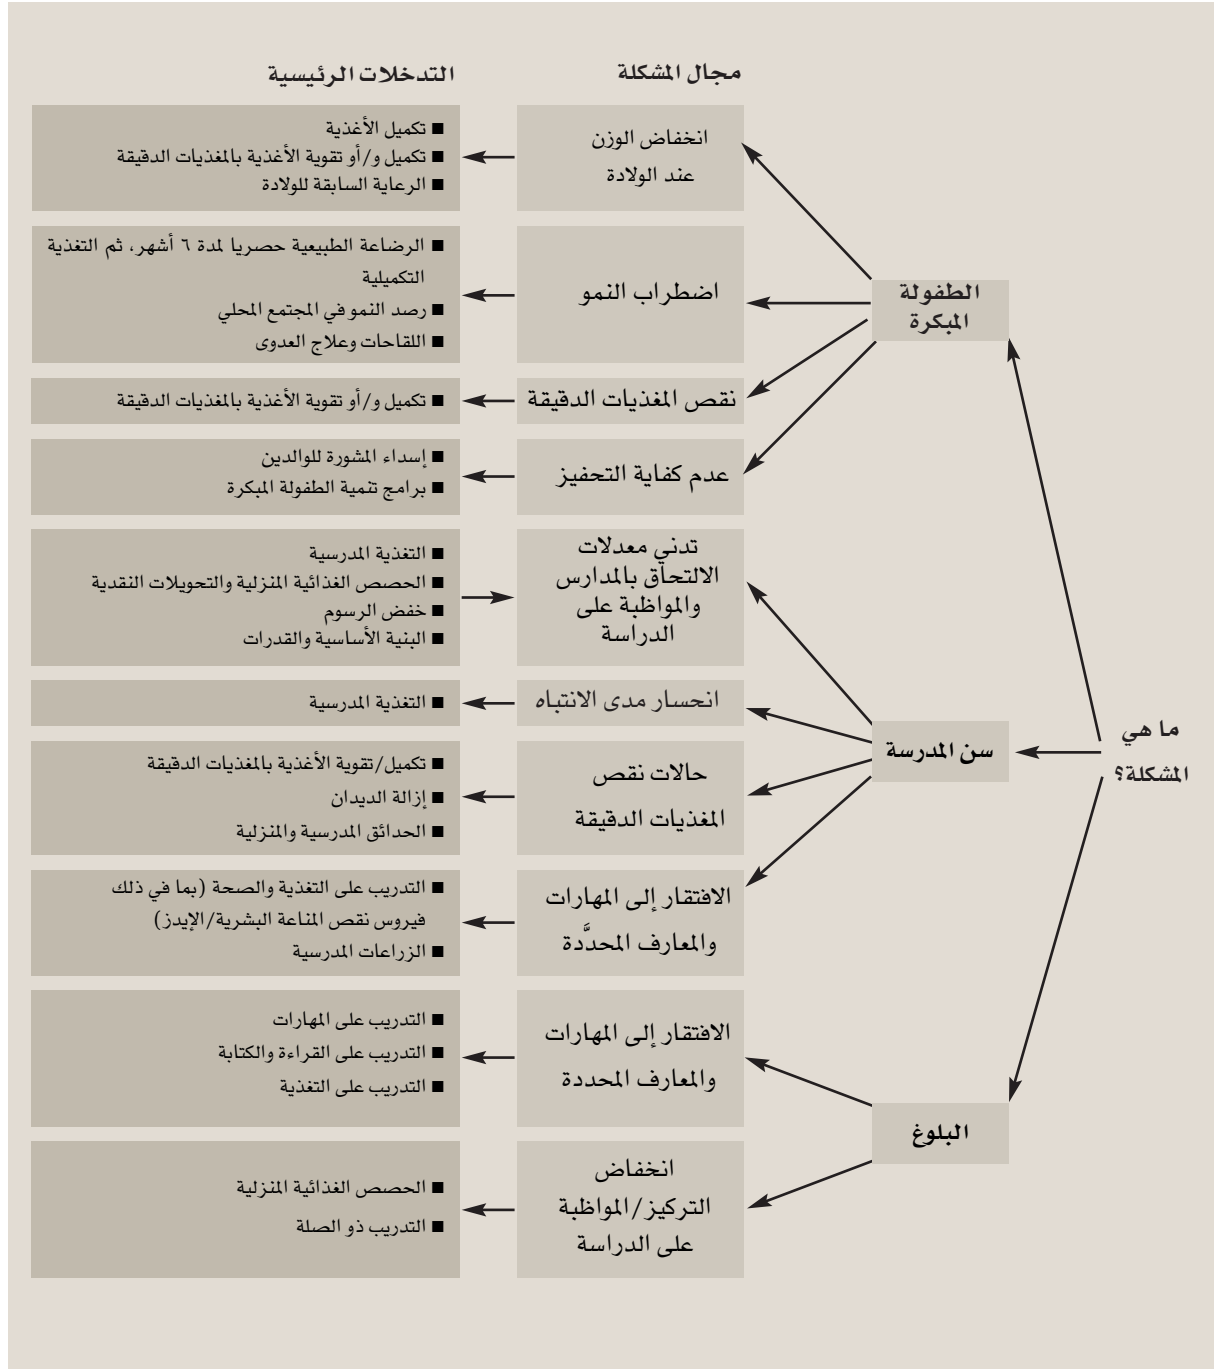 مجال المشكلة
التدخلات الرئيسية
ما هي
المشكلة؟
الطفولة
المبكرة
انخفاض الوزن
عند الولادة
■ تكميل الأغذية
■ تكميل و/أو تقوية الأغذية بالمغذيات الدقيقة
■ الرعاية السابقة للولادة
اضطراب النمو
■ الرضاعة الطبيعية حصريا لمدة ٦ أشهر، ثم التغذية
التكميلية
■ رصد النمو في المجتمع المحلي
■ اللقاحات وعلاج العدوى
نقص المغذيات الدقيقة
■ تكميل و/أو تقوية الأغذية بالمغذيات الدقيقة
عدم كفاية التحفيز
■ إسداء المشورة للوالدين
■ برامج تنمية الطفولة المبكرة
سن المدرسة
تدني معدلات
الالتحاق بالمدارس
والمواظبة على
الدراسة
■ التغذية المدرسية
■ الحصص الغذائية المنزلية والتحويلات النقدية
■ خفض الرسوم
■ البنية الأساسية والقدرات
انحسار مدى الانتباه
■ التغذية المدرسية
حالات نقص
المغذيات الدقيقة
■ تكميل/تقوية الأغذية بالمغذيات الدقيقة
■ إزالة الديدان
■ الحدائق المدرسية والمنزلية
الافتقار إلى المهارات
والمعارف المحدَّدة
■ التدريب على التغذية والصحة (بما في ذلك
فيروس نقص المناعة البشرية/الإيدز)
■ الزراعات المدرسية
البلوغ
الافتقار إلى المهارات
والمعارف المحددة
■ التدريب على المهارات
■ التدريب على القراءة والكتابة
■ التدريب على التغذية
انخفاض
التركيز/المواظبة
على الدراسة
■ الحصص الغذائية المنزلية
■ التدريب ذو الصلة